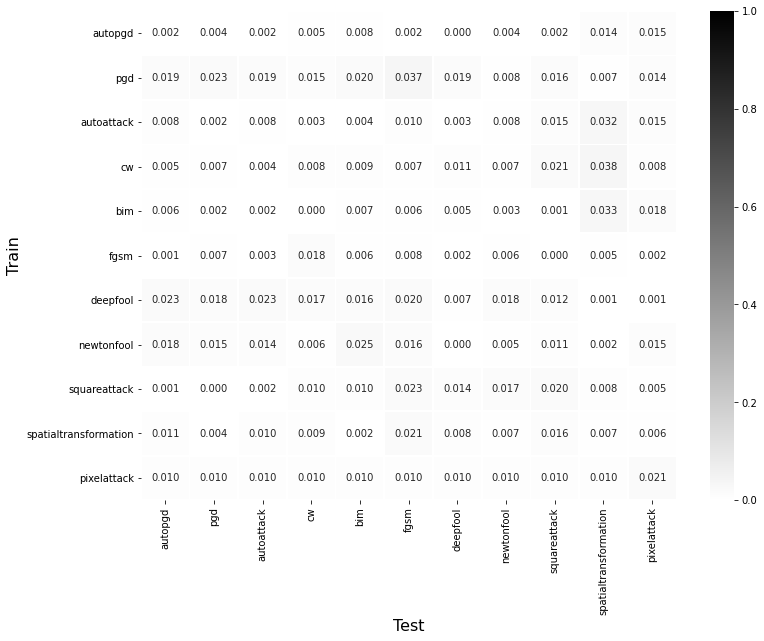 autopgd 0.002 0.004 0.002 0.005 0.008 0.002 0.000 0.004 0.002 0.014 0.015
pgd 0.019 0.023 0.019 0.015 0.020 0.037 0.019 0.008 0.016 0.007 0.014
autoattack 0.008 0.002 0.008 0.003 0.004 0.010 0.003 0.008 0.015 0.032 0.015
cw 0.005 0.007 0.004 0.008 0.009 0.007 0.011 0.007 0.021 0.038 0.008
bim 0.006 0.002 0.002 0.000 0.007 0.006 0.005 0.003 0.001 0.033 0.018
fgsm 0.001 0.007 0.003 0.018 0.006 0.008 0.002 0.006 0.000 0.005 0.002
deepfool 0.023 0.018 0.023 0.017 0.016 0.020 0.007 0.018 0.012 0.001 0.001
newtonfool 0.018 0.015 0.014 0.006 0.025 0.016 0.000 0.005 0.011 0.002 0.015
squareattack 0.001 0.000 0.002 0.010 0.010 0.023 0.014 0.017 0.020 0.008 0.005
spatialtransformation 0.011 0.004 0.010 0.009 0.002 0.021 0.008 0.007 0.016 0.007 0.006
pixelattack 0.010 0.010 0.010 0.010 0.010 0.010 0.010 0.010 0.010 0.010 0.021
autopgd pgd autoattack cw bim fgsm deepfool newtonfool squareattack spatialtransformation pixelattack
Train
Test
1.0
0.8
0.6
0.4
0.2
0.0